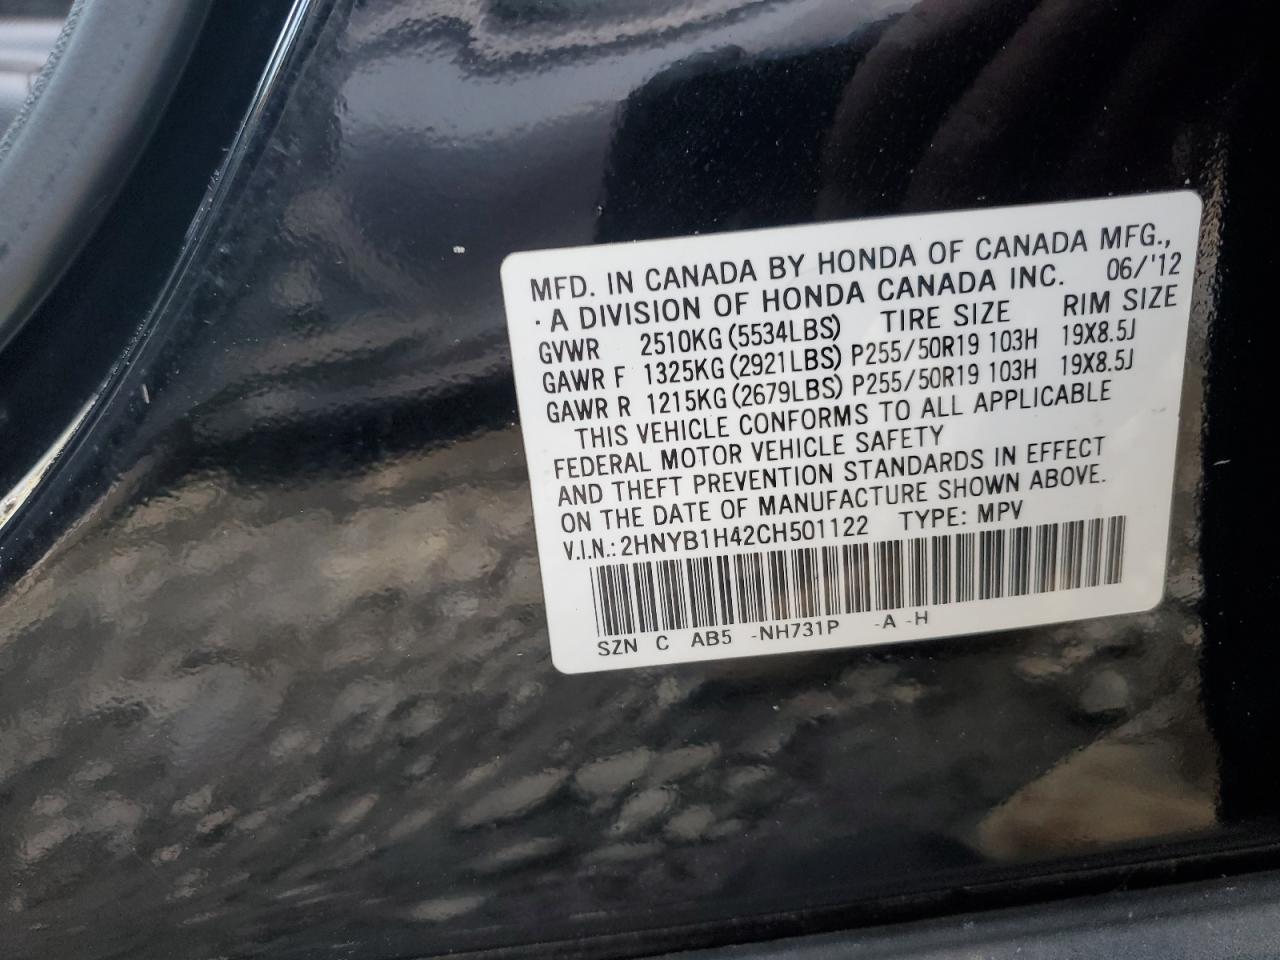 MFD. IN CANADA BY HONDA OF CANADA MFG.,
· A DIVISION OF HONDA CANADA INC. 06/'12
GVWR 2510KG (5534LBS) TIRE SIZE RIM SIZE
GAWR F 1325KG (2921LBS) P255/50R19 103H 19X8.5J
GAWR R 1215KG (2679LBS) P255/50R19 103H 19X8.5J
THIS VEHICLE CONFORMS TO ALL APPLICABLE
FEDERAL MOTOR VEHICLE SAFETY
AND THEFT PREVENTION STANDARDS IN EFFECT
ON THE DATE OF MANUFACTURE SHOWN ABOVE.
V.I.N.: 2HNYB1H42CH501122 TYPE: MPV
SZN C AB5 -NH731P -A -H